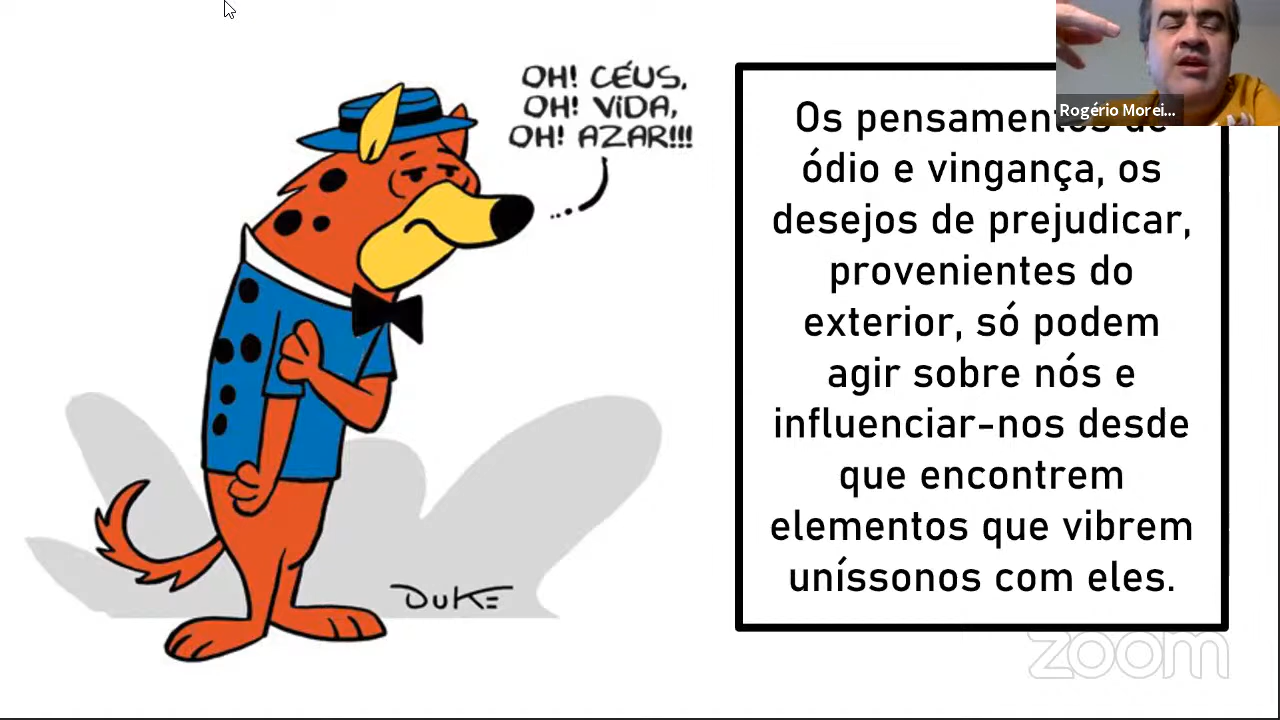 OH! CÉUS,
OH! VIDA,
OH! AZAR!!!
DUKE
Os pensamentos de
ódio e vingança, os
desejos de prejudicar,
provenientes do
exterior, só podem
agir sobre nós e
influenciar-nos desde
que encontrem
elementos que vibrem
uníssonos com eles.
Rogério Morei...
zoom